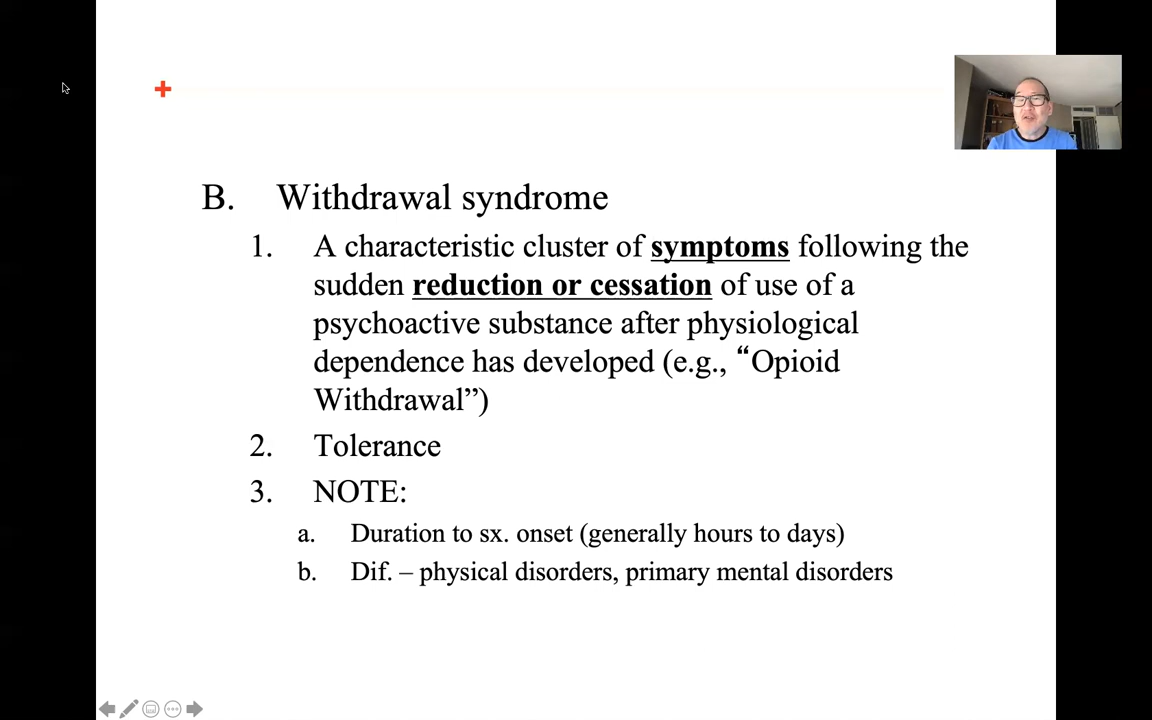 B. Withdrawal syndrome
1. A characteristic cluster of symptoms following the
sudden reduction or cessation of use of a
psychoactive substance after physiological
dependence has developed (e.g., “Opioid
Withdrawal”)
2. Tolerance
3. NOTE:
a. Duration to sx. onset (generally hours to days)
b. Dif. – physical disorders, primary mental disorders